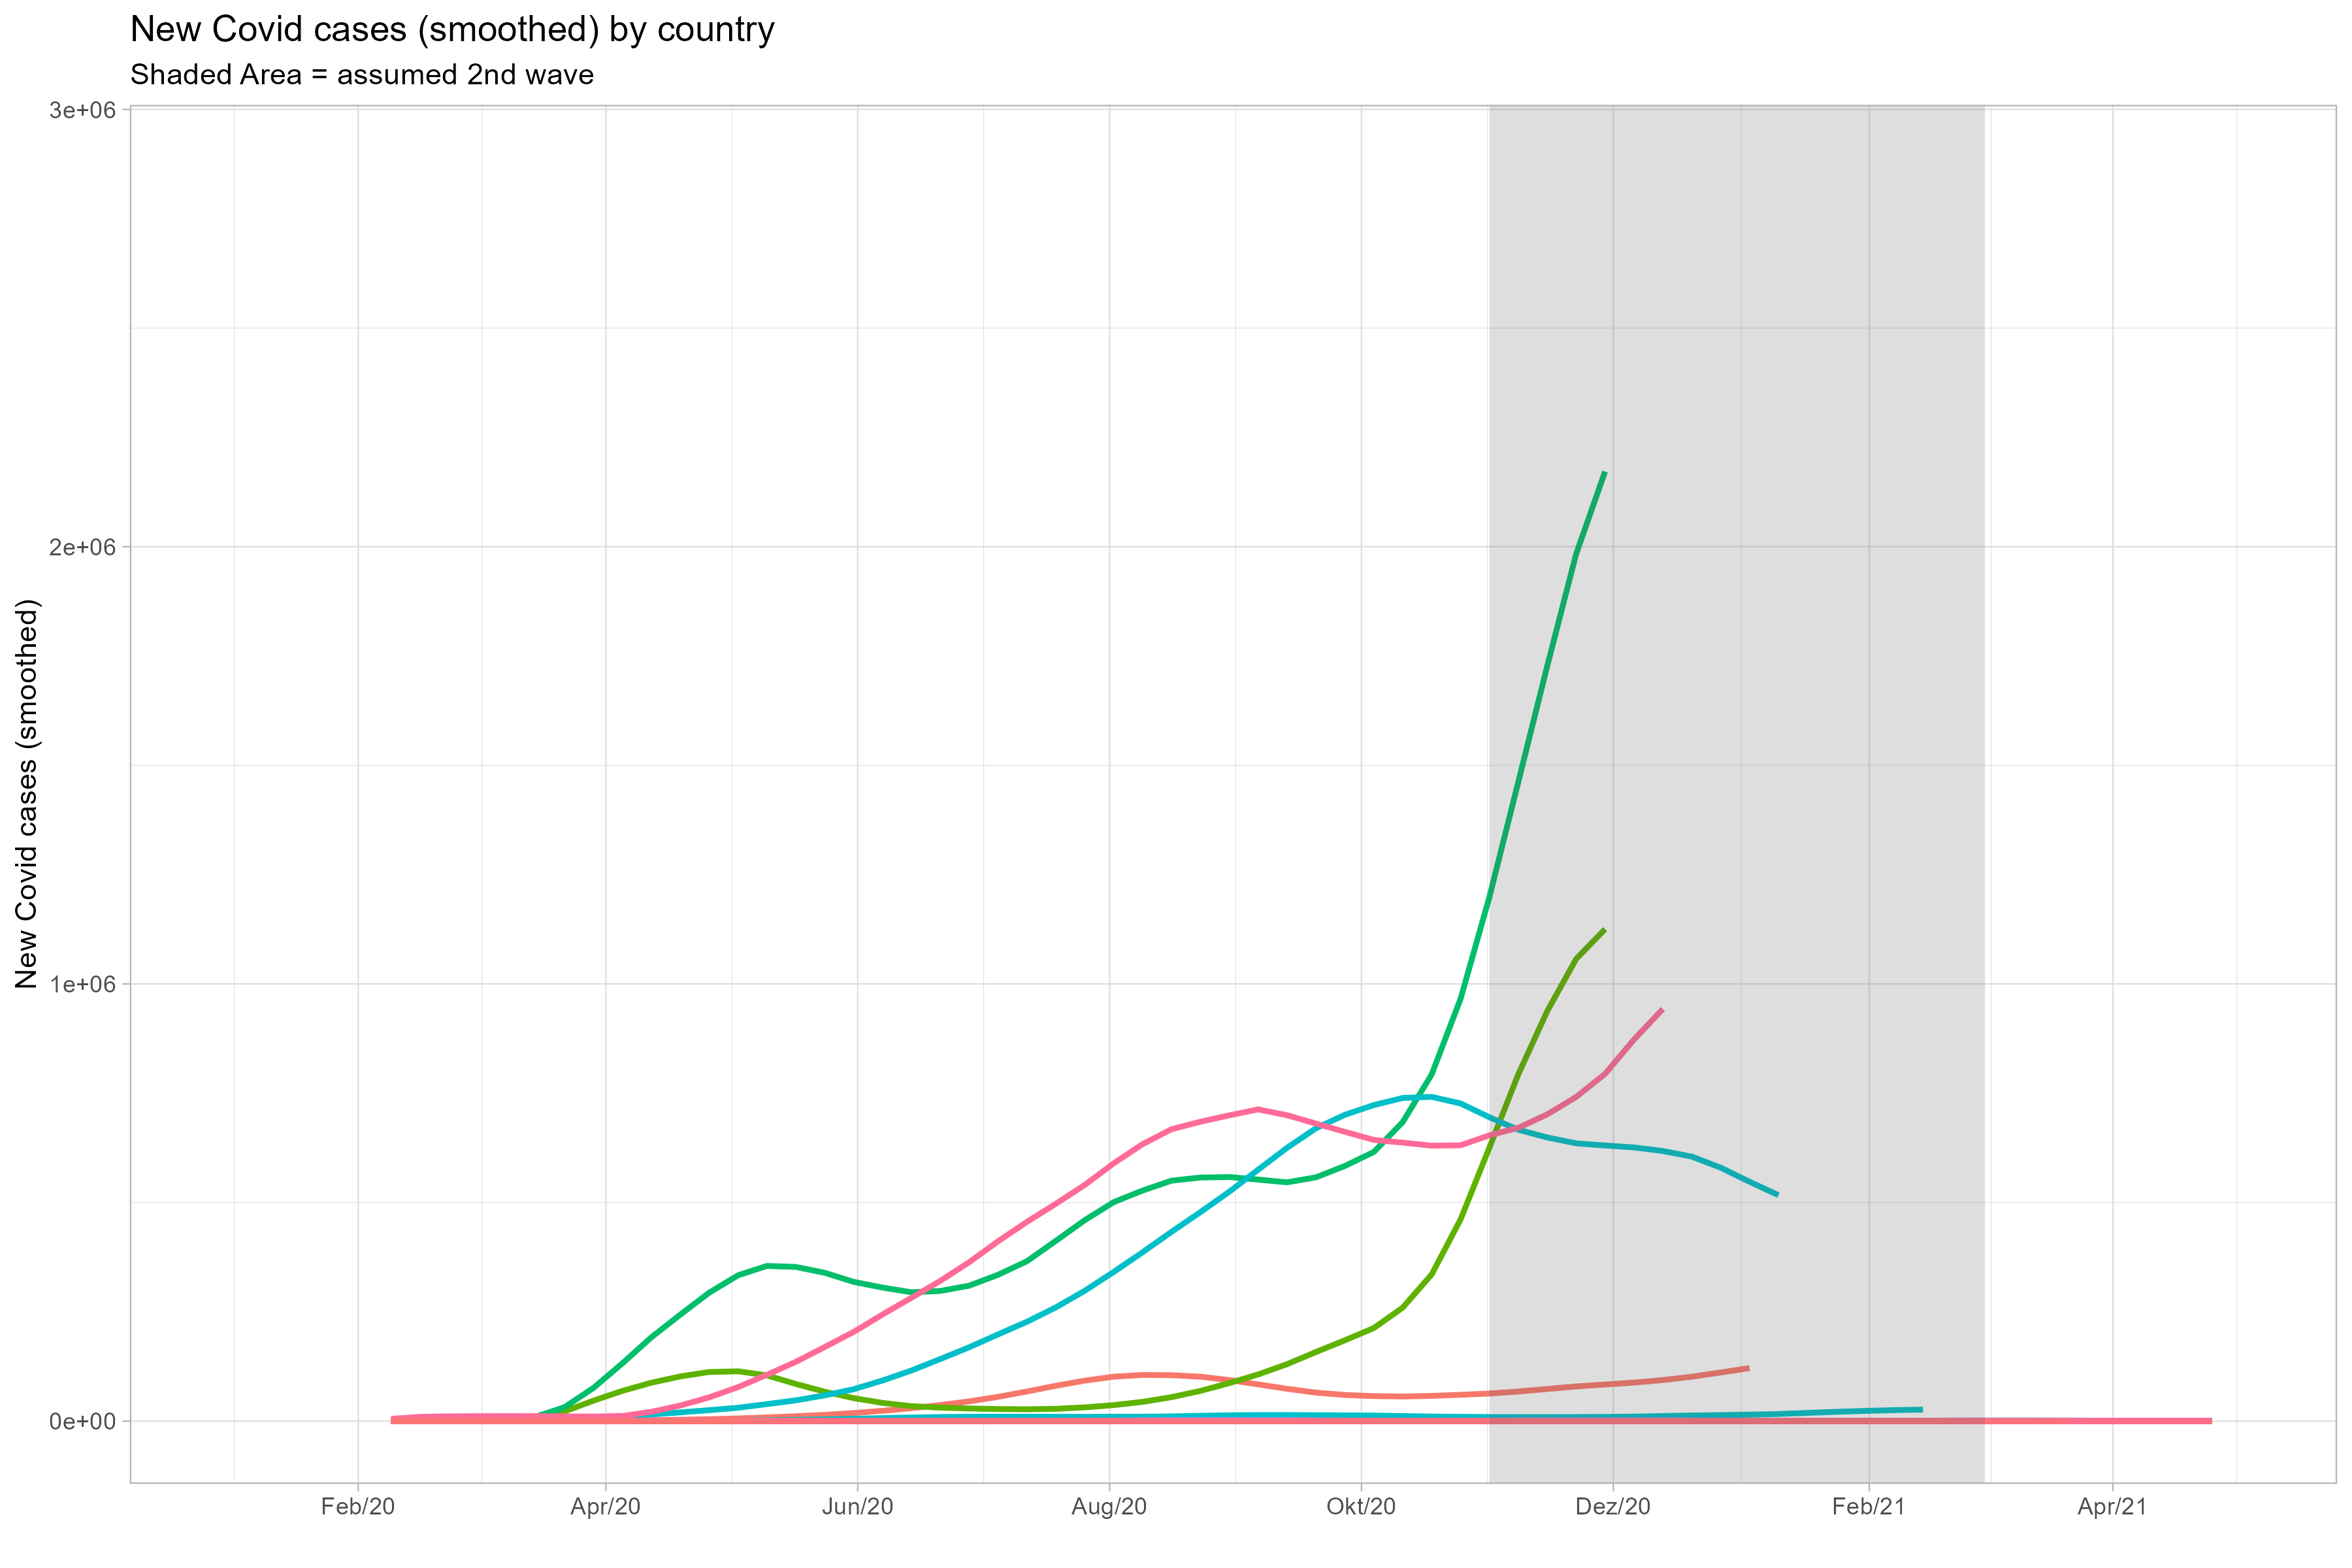 New Covid cases (smoothed) by country
Shaded Area = assumed 2nd wave
New Covid cases (smoothed)
3e+06
2e+06
1e+06
0e+00
Feb/20 Apr/20 Jun/20 Aug/20 Okt/20 Dez/20 Feb/21 Apr/21